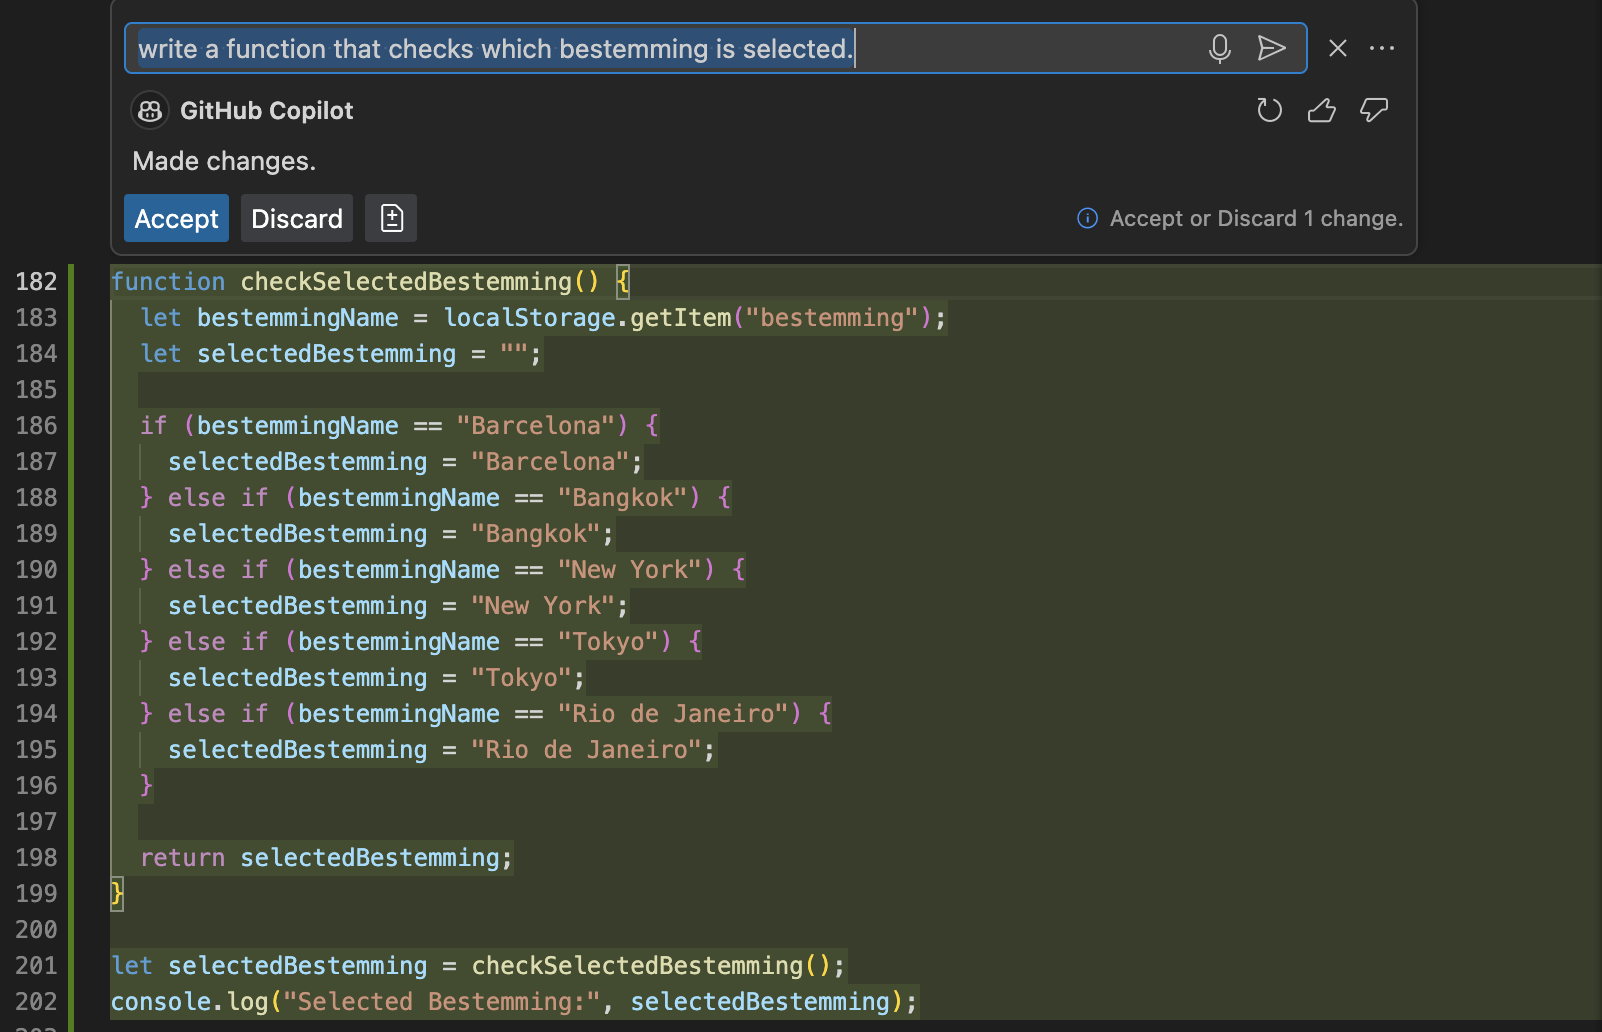 write a function that checks which bestemming is selected.
GitHub Copilot
Made changes.
Accept
Discard
Accept or Discard 1 change.
182 function checkSelectedBestemming() {
183 let bestemmingName = localStorage.getItem("bestemming");
184 let selectedBestemming = "";
185
186 if (bestemmingName == "Barcelona") {
187 selectedBestemming = "Barcelona";
188 } else if (bestemmingName == "Bangkok") {
189 selectedBestemming = "Bangkok";
190 } else if (bestemmingName == "New York") {
191 selectedBestemming = "New York";
192 } else if (bestemmingName == "Tokyo") {
193 selectedBestemming = "Tokyo";
194 } else if (bestemmingName == "Rio de Janeiro") {
195 selectedBestemming = "Rio de Janeiro";
196 }
197
198 return selectedBestemming;
199 }
200
201 let selectedBestemming = checkSelectedBestemming();
202 console.log("Selected Bestemming:", selectedBestemming);